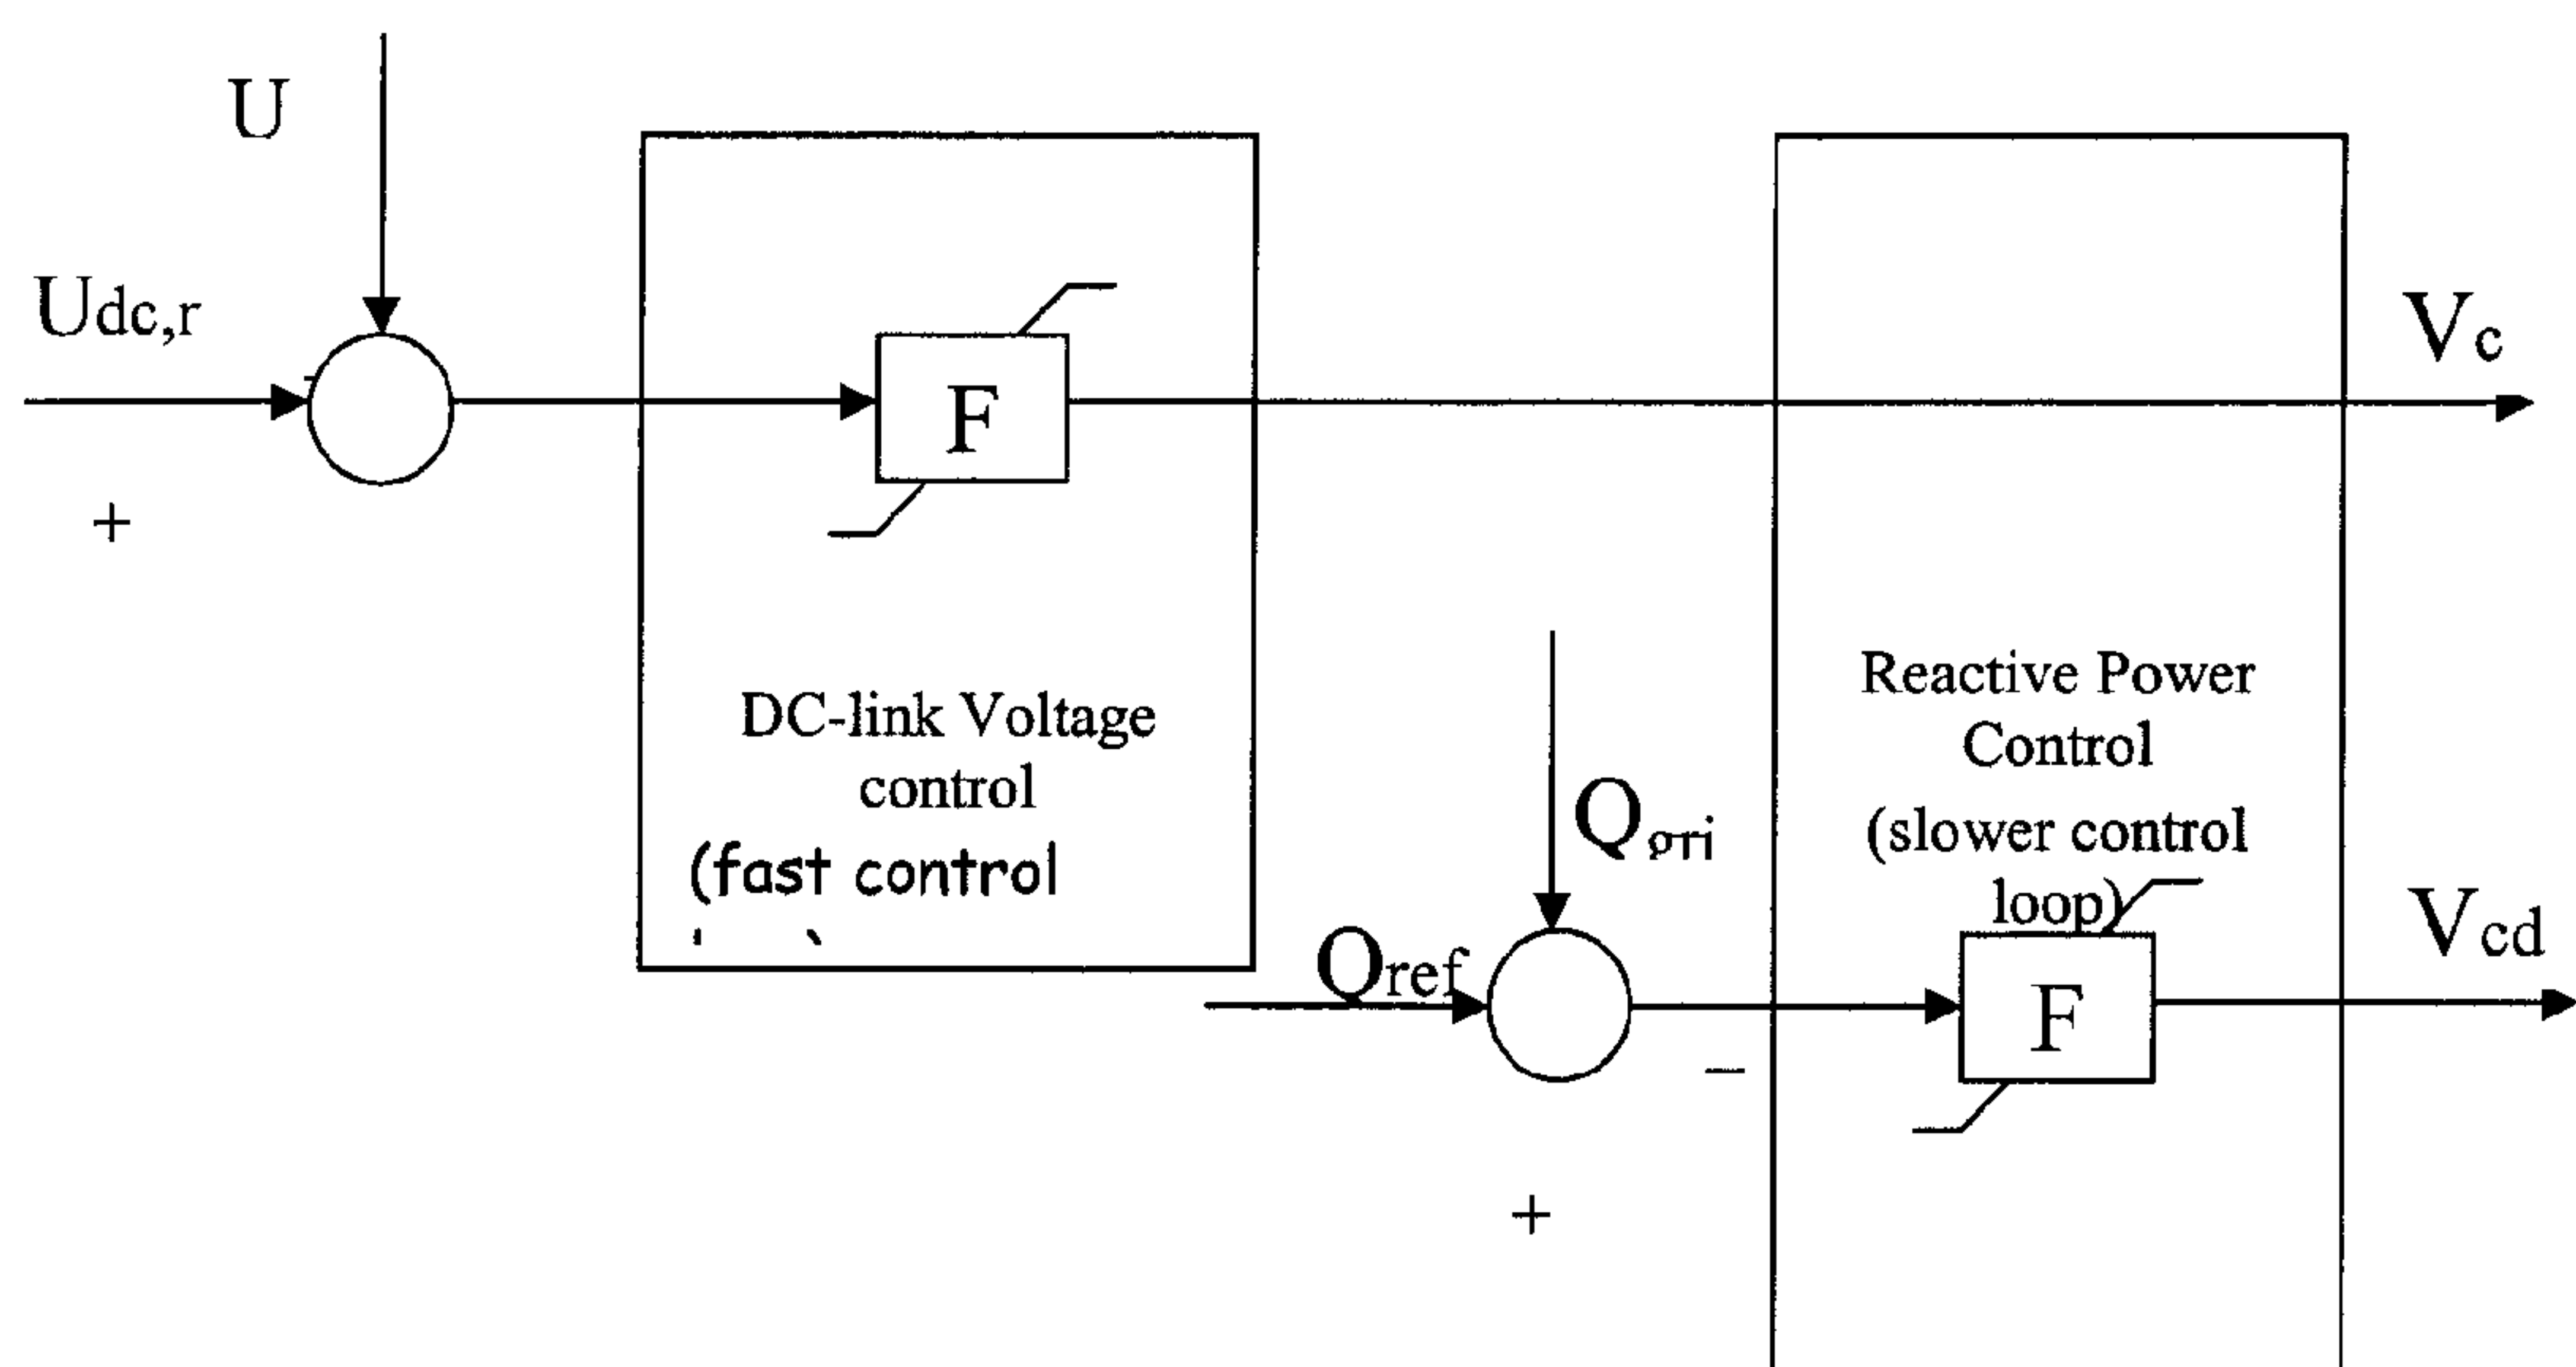 U
Udc,r
+
F
Vc
DC-link Voltage
control
(fast control
Reactive Power
Control
(slower control
loop)
Qref
−
F
Vcd
+